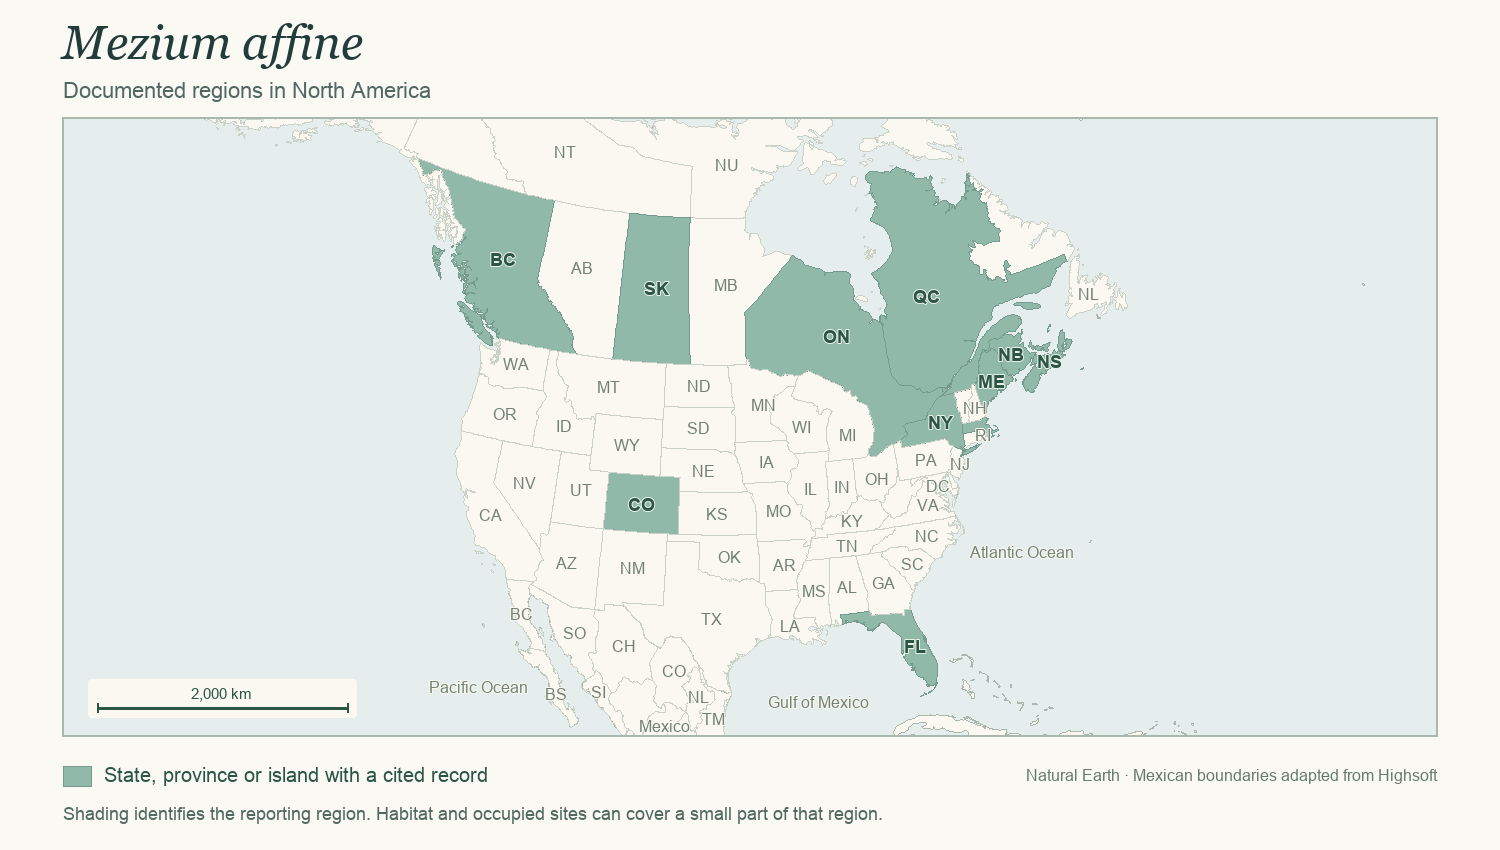 Mezium affine
Documented regions in North America
NT
NU
BC
AB
SK
MB
ON
QC
NL
NB
NS
ME
WA
MT
ND
MN
OR
ID
WY
SD
WI
MI
NY
NH
RI
NV
UT
CO
NE
IA
IL
IN
OH
PA
NJ
DC
VA
CA
KS
MO
KY
NC
AZ
NM
OK
AR
TN
SC
MS
AL
GA
Atlantic Ocean
TX
LA
FL
BC
SO
CH
CO
BS
SI
NL
TM
Mexico
Pacific Ocean
Gulf of Mexico
2,000 km
State, province or island with a cited record
Natural Earth · Mexican boundaries adapted from Highsoft
Shading identifies the reporting region. Habitat and occupied sites can cover a small part of that region.